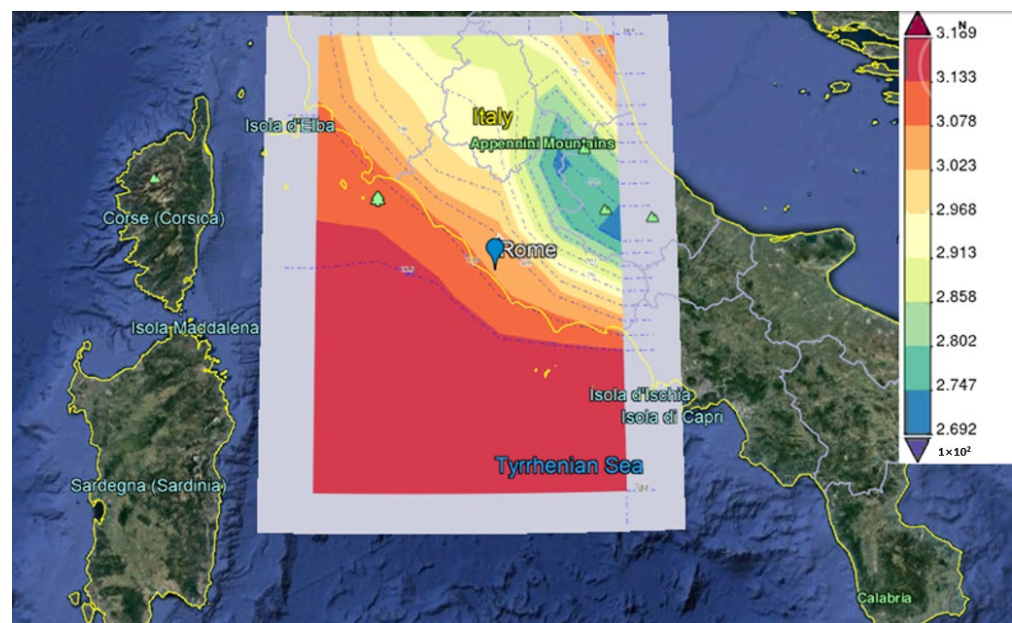 N
3.169
3.133
3.078
3.023
2.968
2.913
2.858
2.802
2.747
2.692
1×10²
Italy
Isola d'Elba
Appennini Mountains
Corse (Corsica)
Rome
Isola Maddalena
Isola d'Ischia
Isola di Capri
Tyrrhenian Sea
Sardegna (Sardinia)
Calabria